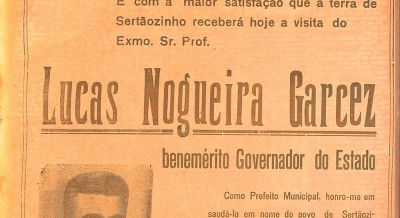 E com a maior satisfação que a terra de
Sertãozinho receberá hoje a visita do
Exmo. Sr. Prof.
Lucas Nogueira Garcez
benemérito Governador do Estado
Como Prefeito Municipal, honro-me em
saudá-lo em nome do povo de Sertãozi-